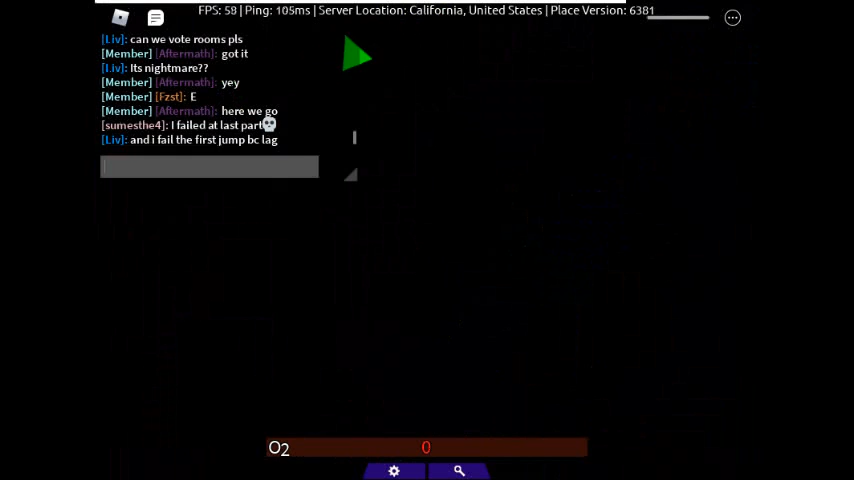 FPS: 58 | Ping: 105ms | Server Location: California, United States | Place Version: 6381
[Liv]: can we vote rooms pls
[Member] [Aftermath]: got it
[Liv]: Its nightmare??
[Member] [Aftermath]: yey
[Member] [Fzst]: E
[Member] [Aftermath]: here we go
[sumesthe4]: I failed at last part💀
[Liv]: and i fail the first jump bc lag
O2 0